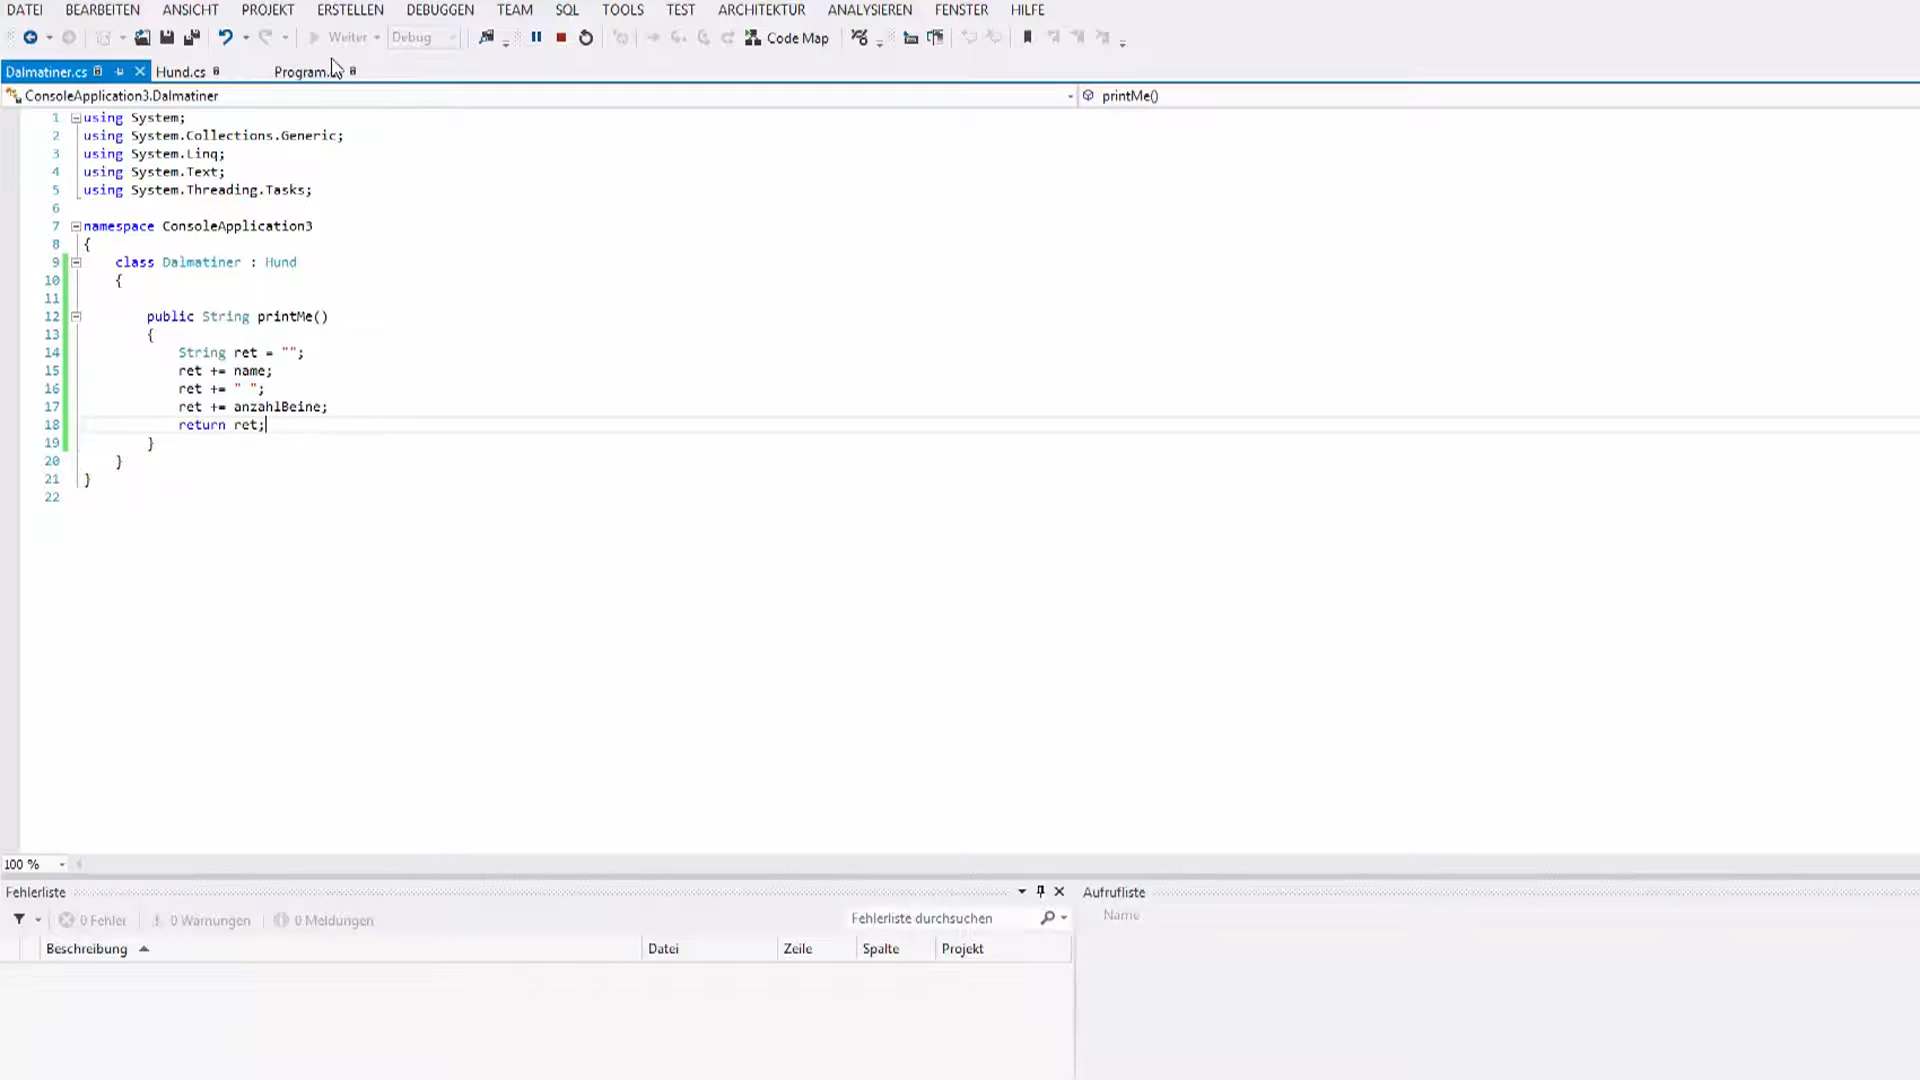 DATEI BEARBEITEN ANSICHT PROJEKT ERSTELLEN DEBUGGEN TEAM SQL TOOLS TEST ARCHITEKTUR ANALYSIEREN FENSTER HILFE
Weiter Debug Code Map
Dalmatiner.cs Hund.cs Program.
ConsoleApplication3.Dalmatiner printMe()
1 using System;
2 using System.Collections.Generic;
3 using System.Linq;
4 using System.Text;
5 using System.Threading.Tasks;
6
7 namespace ConsoleApplication3
8 {
9 class Dalmatiner : Hund
10 {
11
12 public String printMe()
13 {
14 String ret = "";
15 ret += name;
16 ret += " ";
17 ret += anzahlBeine;
18 return ret;
19 }
20 }
21 }
22
100 %
Fehlerliste Aufrufliste
0 Fehler 0 Warnungen 0 Meldungen Fehlerliste durchsuchen Name
Beschreibung Datei Zeile Spalte Projekt